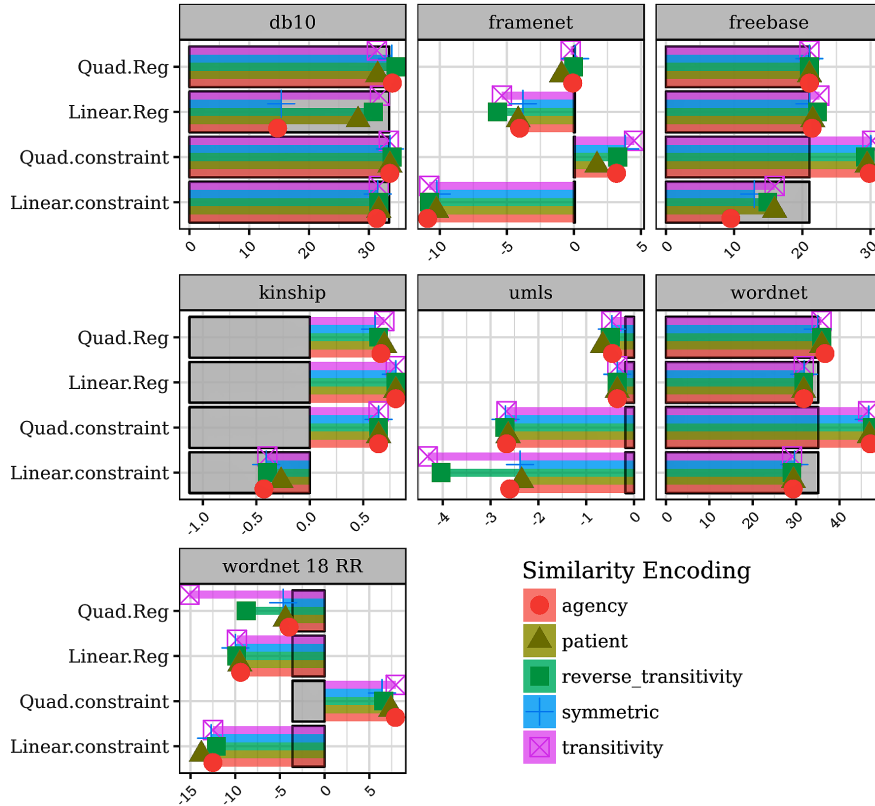 db10 framenet freebase
Quad.Reg
Linear.Reg
Quad.constraint
Linear.constraint
0 10 20 30 -10 -5 0 5 0 10 20 30
kinship umls wordnet
Quad.Reg
Linear.Reg
Quad.constraint
Linear.constraint
-1.0 -0.5 0.0 0.5 -4 -3 -2 -1 0 0 10 20 30 40
wordnet 18 RR
Quad.Reg
Linear.Reg
Quad.constraint
Linear.constraint
-15 -10 -5 0 5
Similarity Encoding
agency
patient
reverse_transitivity
symmetric
transitivity